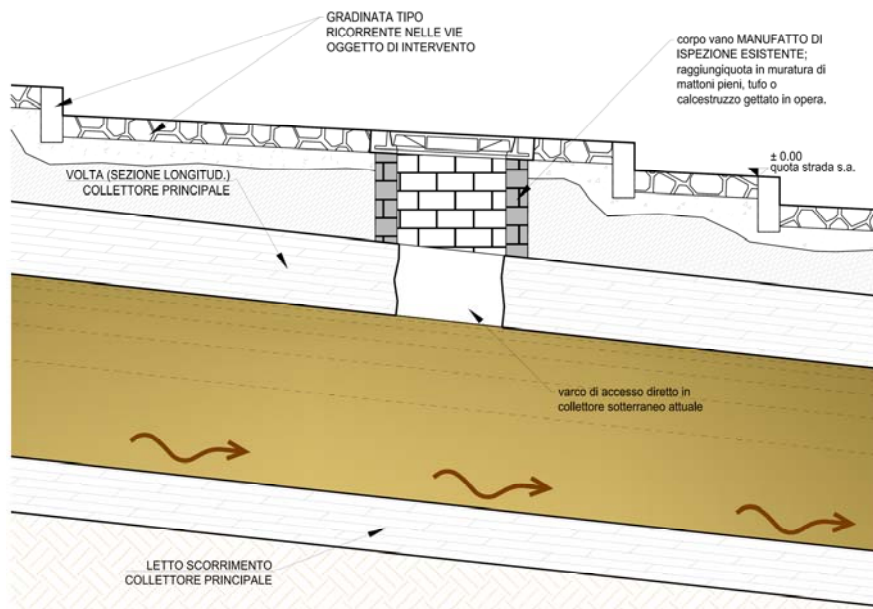 GRADINATA TIPO
RICORRENTE NELLE VIE
OGGETTO DI INTERVENTO
corpo vano MANUFATTO DI
ISPEZIONE ESISTENTE;
raggiungiquota in muratura di
mattoni pieni, tufo o
calcestruzzo gettato in opera.
± 0.00
quota strada s.a.
VOLTA (SEZIONE LONGITUD.)
COLLETTORE PRINCIPALE
varco di accesso diretto in
collettore sotterraneo attuale
LETTO SCORRIMENTO
COLLETTORE PRINCIPALE